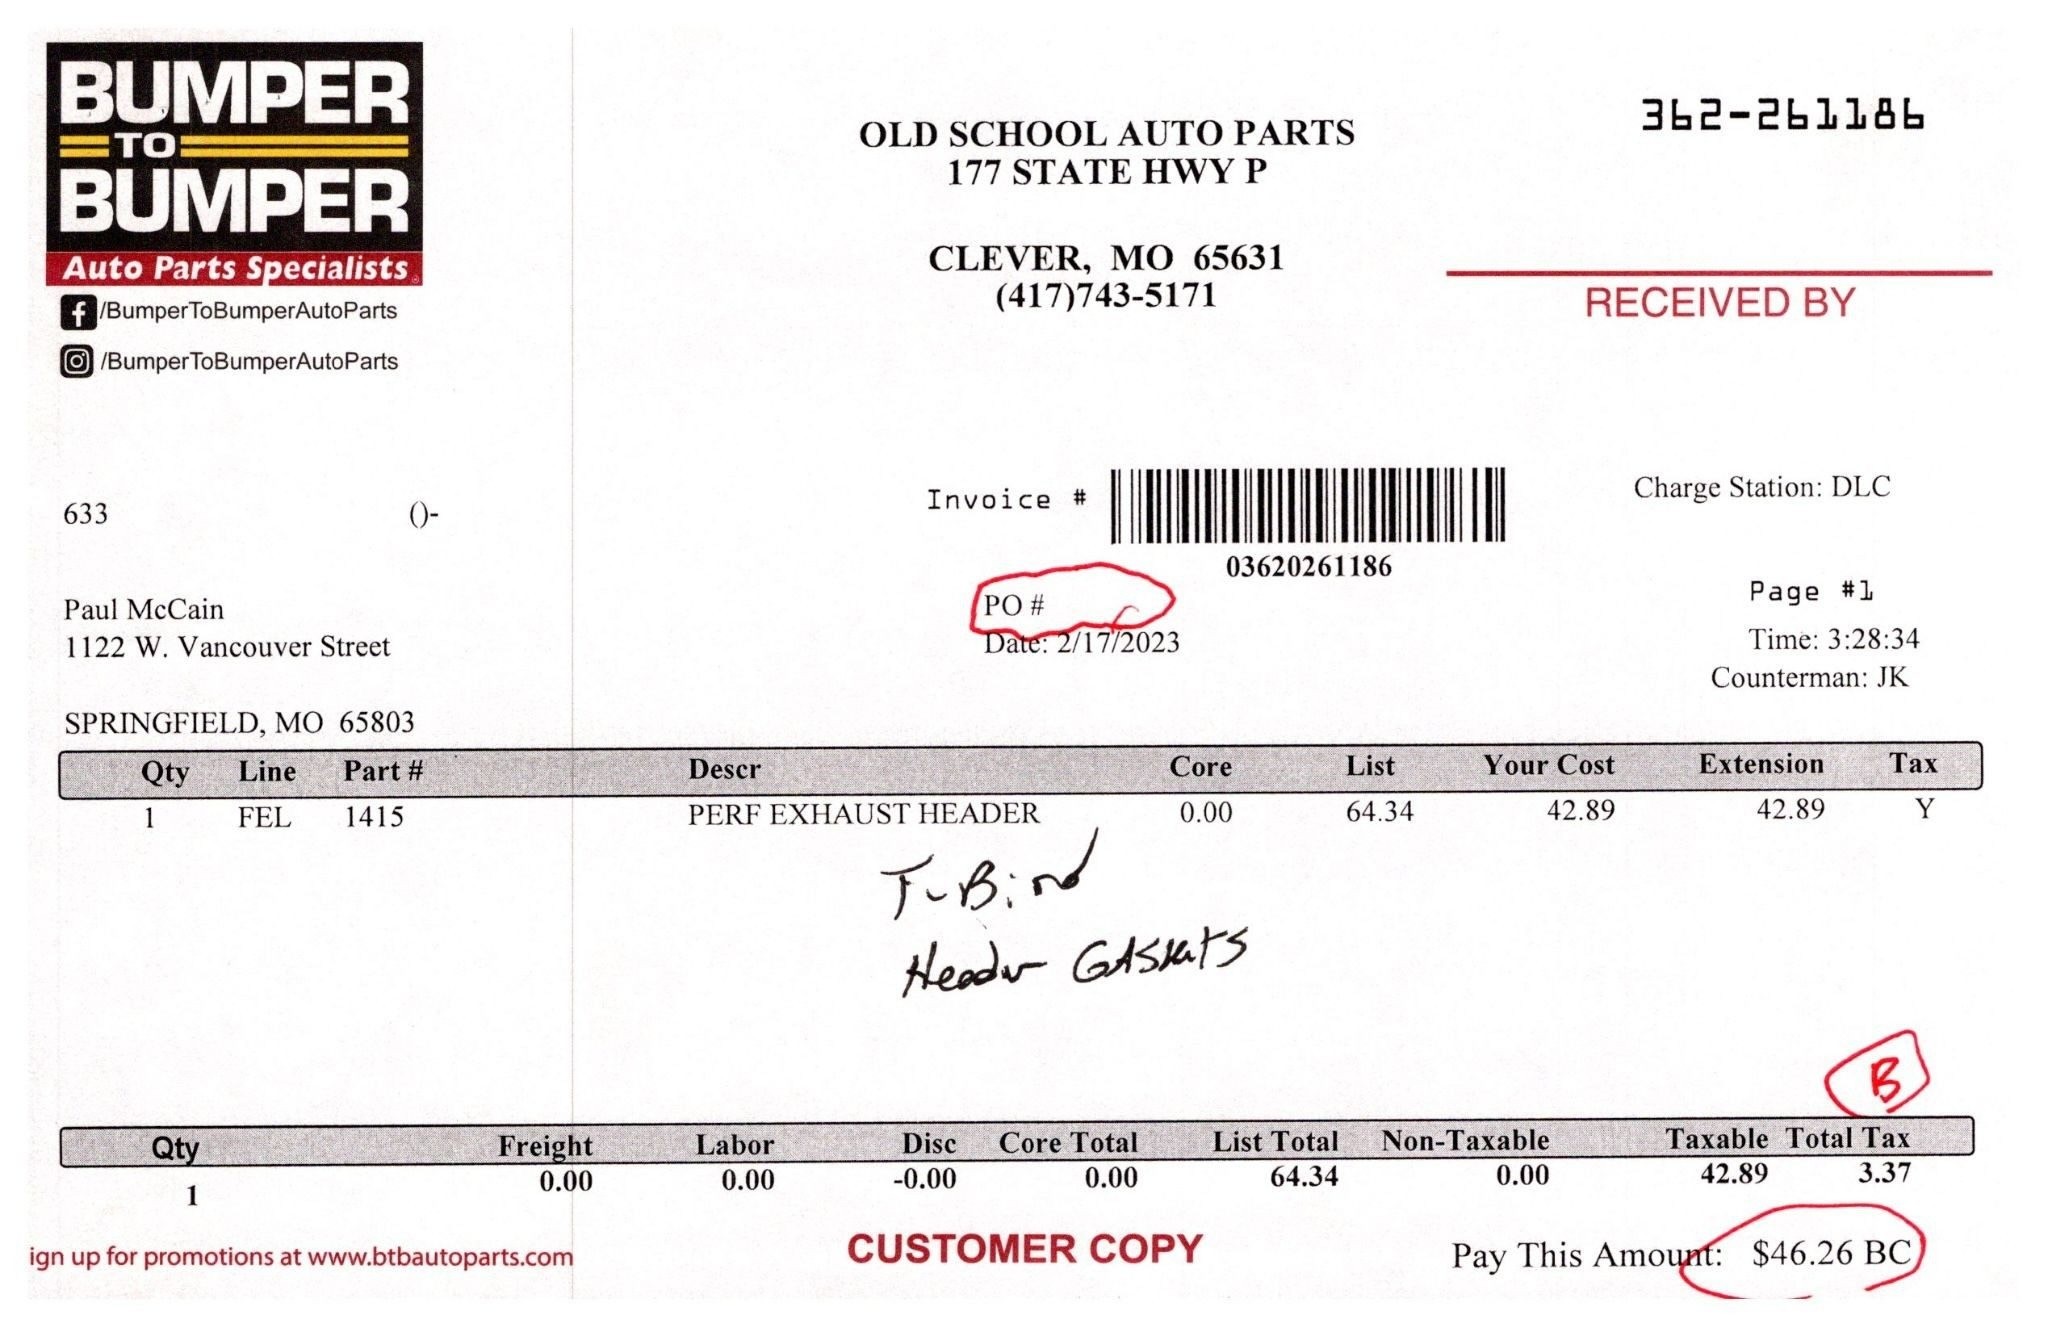 BUMPER
TO
BUMPER
Auto Parts Specialists
/BumperToBumperAutoParts
/BumperToBumperAutoParts
OLD SCHOOL AUTO PARTS
177 STATE HWY P
CLEVER, MO 65631
(417)743-5171
362-261186
RECEIVED BY
633 ()-
Invoice #
03620261186
Charge Station: DLC
Paul McCain
1122 W. Vancouver Street
SPRINGFIELD, MO 65803
PO #
Date: 2/17/2023
Page #1
Time: 3:28:34
Counterman: JK
Qty Line Part # Descr Core List Your Cost Extension Tax
1 FEL 1415 PERF EXHAUST HEADER 0.00 64.34 42.89 42.89 Y
T-Bird
Header Gaskets
B
Qty Freight Labor Disc Core Total List Total Non-Taxable Taxable Total Tax
1 0.00 0.00 -0.00 0.00 64.34 0.00 42.89 3.37
ign up for promotions at www.btbautoparts.com
CUSTOMER COPY
Pay This Amount: $46.26 BC